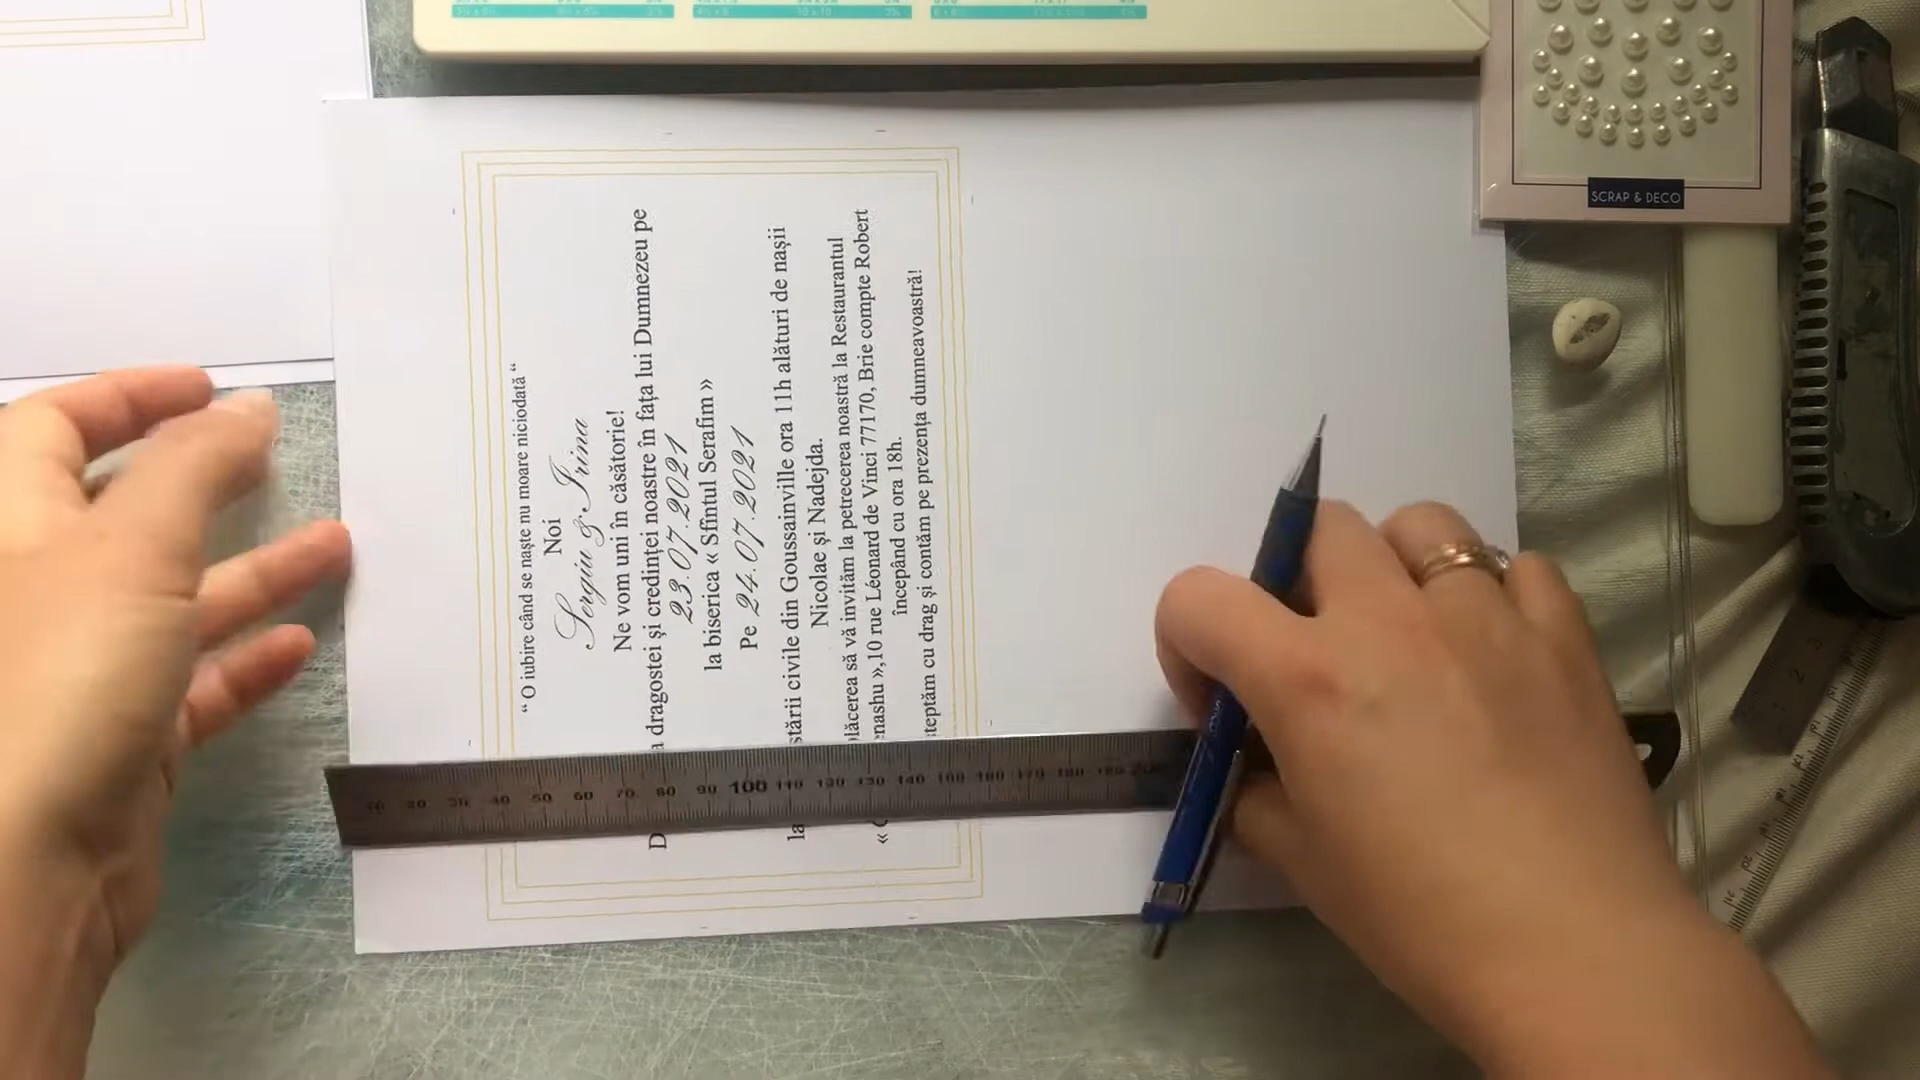 “ O iubire când se naște nu moare niciodată “
Noi
Sergiu & Irina
Ne vom uni în căsătorie!
D a dragostei și credinței noastre în fața lui Dumnezeu pe
23.07.2021
la biserica « Sfîntul Serafim »
Pe 24.07.2021
la stării civile din Goussainville ora 11h alături de nașii
Nicolae și Nadejda.
lăcerea să vă invităm la petrecerea noastră la Restaurantul
« nashu »,10 rue Léonard de Vinci 77170, Brie compte Robert
începând cu ora 18h.
teptăm cu drag și contăm pe prezența dumneavoastră!
SCRAP & DECO
10 20 30 40 50 60 70 80 90 100 110 120 130 140 150 160 170 180 190 200
2 3